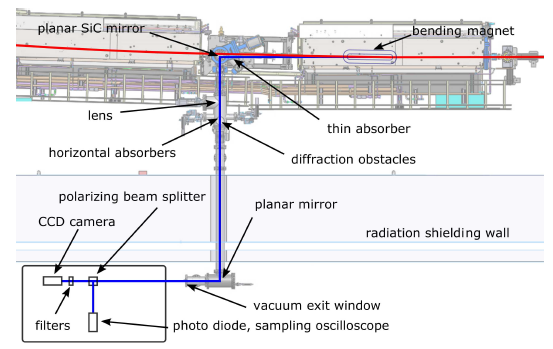 planar SiC mirror
bending magnet
lens
thin absorber
horizontal absorbers
diffraction obstacles
polarizing beam splitter
planar mirror
CCD camera
radiation shielding wall
vacuum exit window
filters
photo diode, sampling oscilloscope